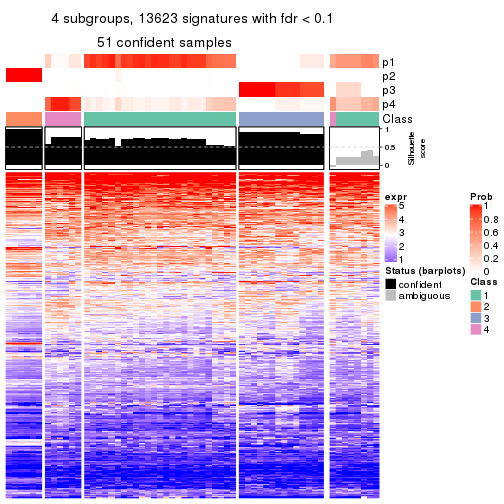 4 subgroups, 13623 signatures with fdr < 0.1
51 confident samples
p1
p2
p3
p4
Class
1
0.5
0
Silhouette
score
expr
5
4
3
2
1
Status (barplots)
confident
ambiguous
Prob
1
0.8
0.6
0.4
0.2
0
Class
1
2
3
4